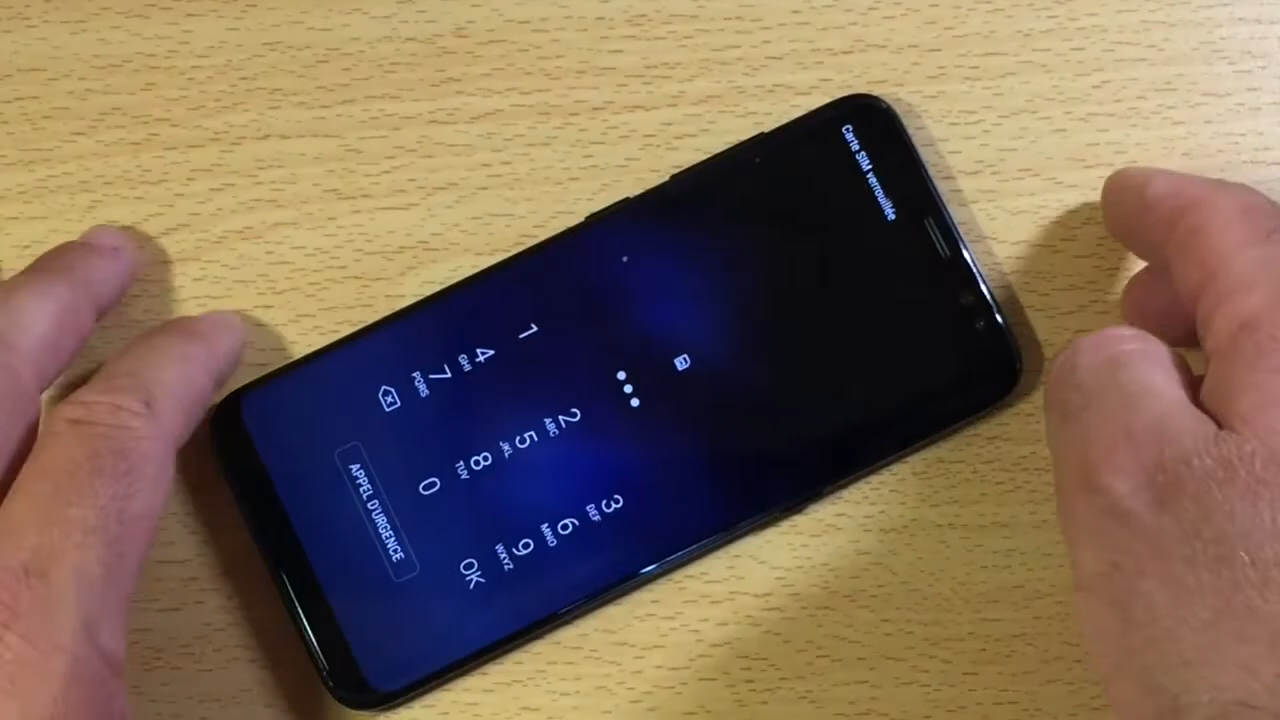 Carte SIM verrouillée
1
2 ABC
3 DEF
4 GHI
5 JKL
6 MNO
7 PQRS
8 TUV
9 WXYZ
0
OK
APPEL D'URGENCE